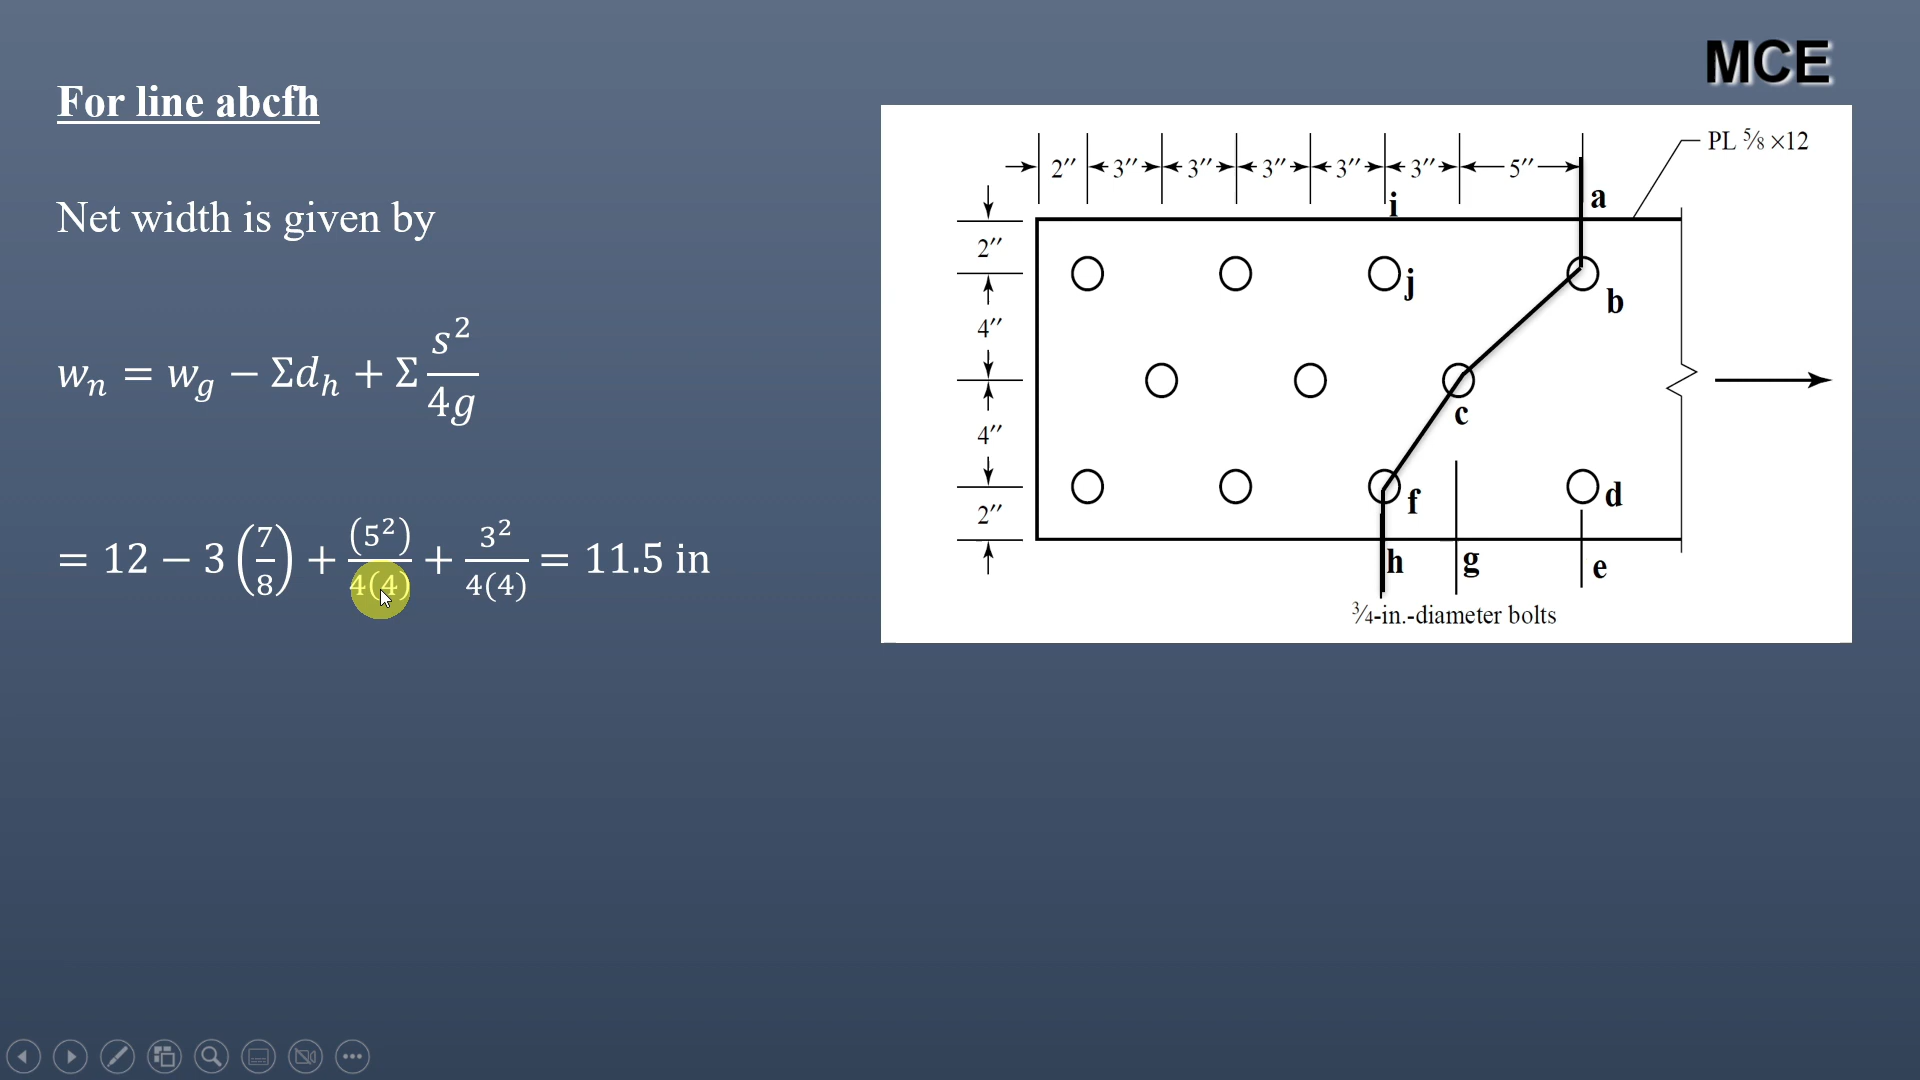 MCE
For line abcfh
Net width is given by
wₙ = w_g − Σd_h + Σ s²/4g
= 12 − 3(7/8) + (5²)/4(4) + 3²/4(4) = 11.5 in
PL ⅝ ×12
2″ 3″ 3″ 3″ 3″ 3″ 5″
i a
2″
j b
4″
c
4″
f d
2″
h g e
¾-in.-diameter bolts